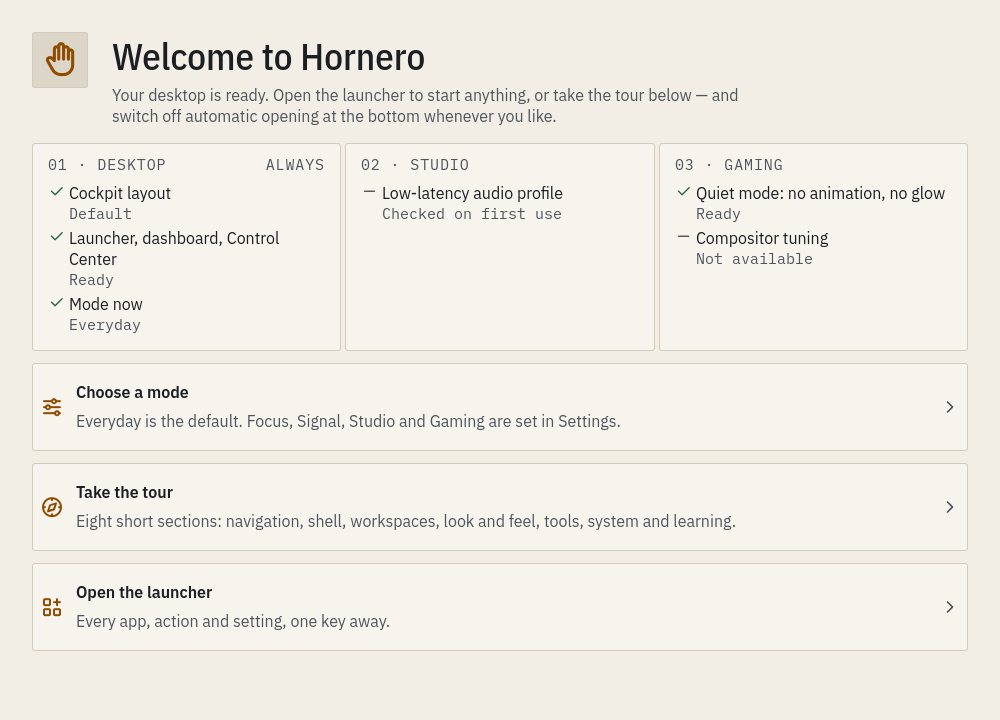 Welcome to Hornero
Your desktop is ready. Open the launcher to start anything, or take the tour below — and
switch off automatic opening at the bottom whenever you like.
01 · DESKTOP ALWAYS
Cockpit layout
Default
Launcher, dashboard, Control
Center
Ready
Mode now
Everyday
02 · STUDIO
Low-latency audio profile
Checked on first use
03 · GAMING
Quiet mode: no animation, no glow
Ready
Compositor tuning
Not available
Choose a mode
Everyday is the default. Focus, Signal, Studio and Gaming are set in Settings.
Take the tour
Eight short sections: navigation, shell, workspaces, look and feel, tools, system and learning.
Open the launcher
Every app, action and setting, one key away.